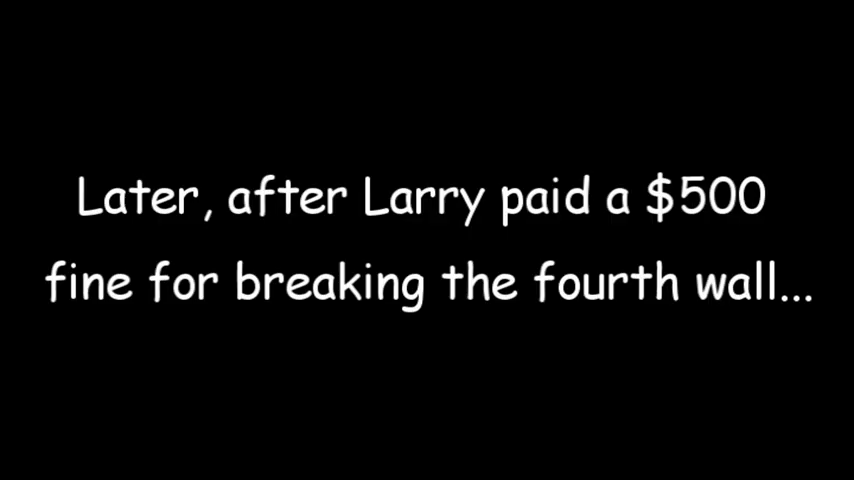 Later, after Larry paid a $500
fine for breaking the fourth wall...